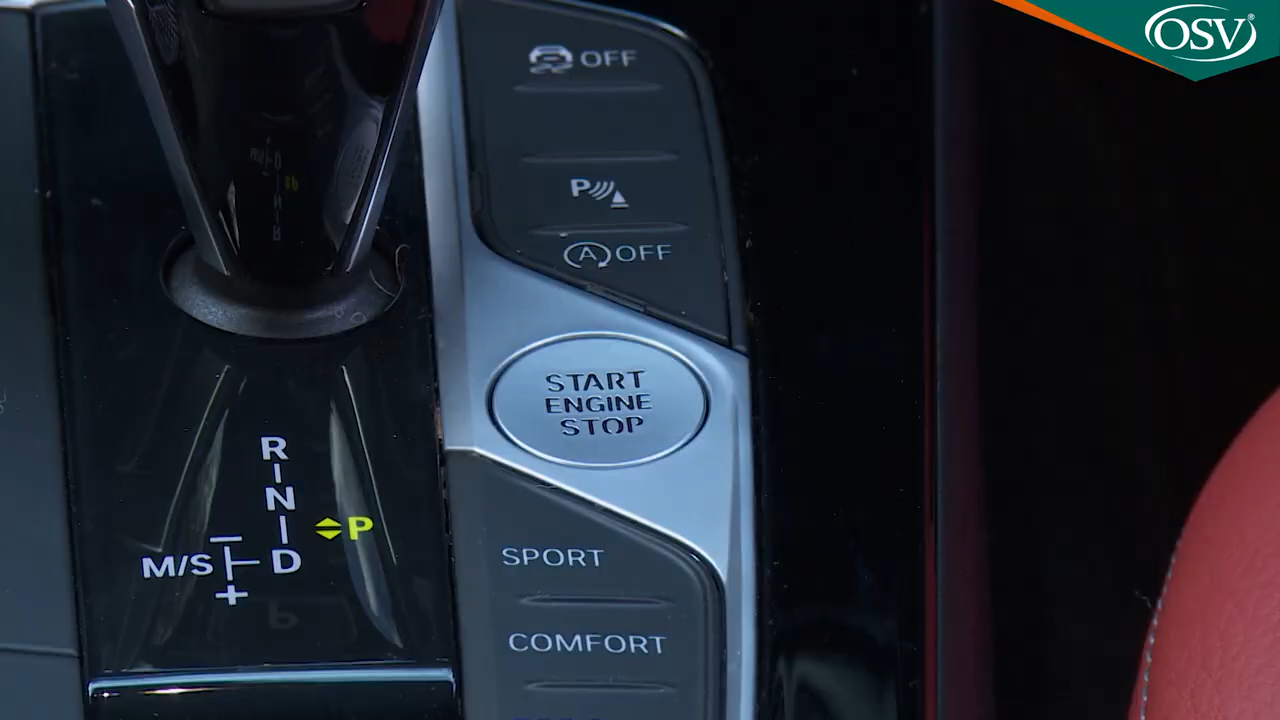 OSV
OFF
P
A OFF
START
ENGINE
STOP
R
N
P
M/S
D
+
SPORT
COMFORT